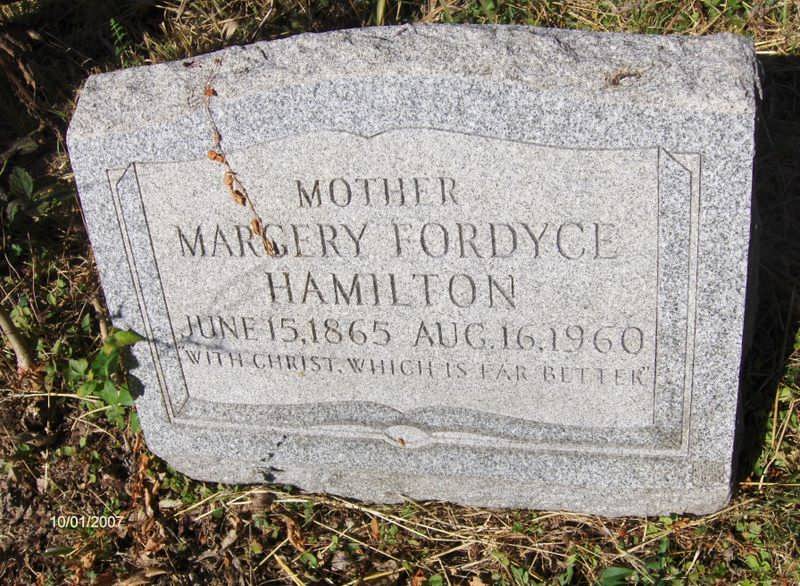 MOTHER
MARGERY FORDYCE
HAMILTON
JUNE 15, 1865 AUG. 16, 1960
"WITH CHRIST, WHICH IS FAR BETTER"
10/01/2007